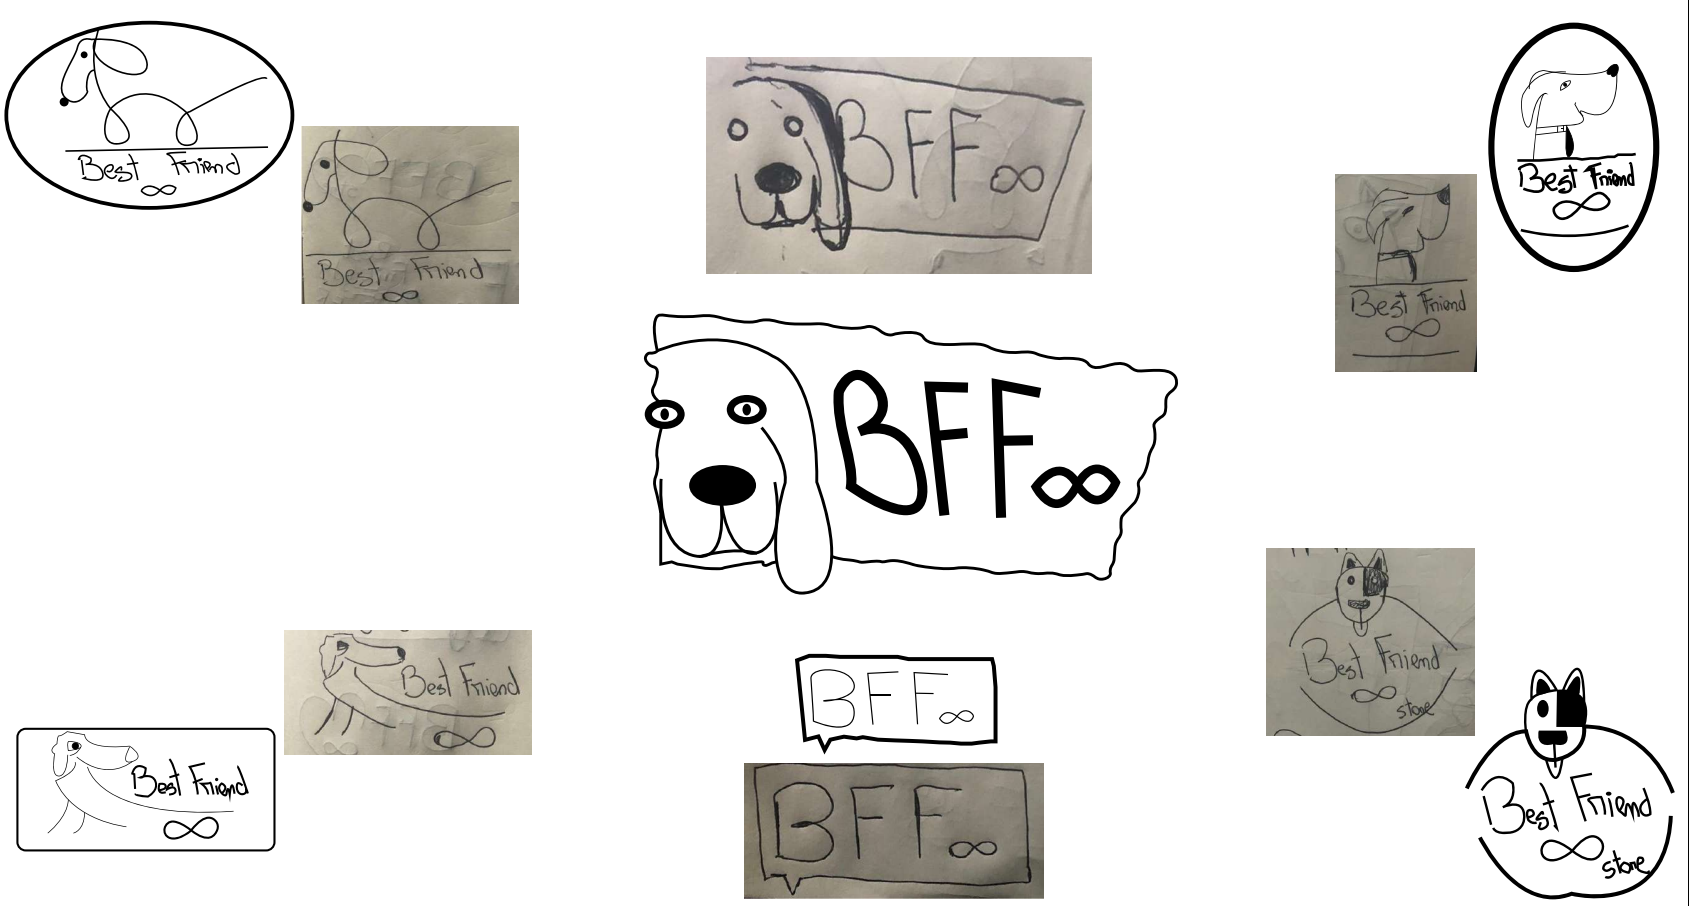 Best Friend
∞
Best Friend
∞
BFF∞
Best Friend
∞
Best Friend
∞
BFF∞
Best Friend
∞
Best Friend
∞
BFF∞
BFF∞
Best Friend
∞
store
Best Friend
∞
store